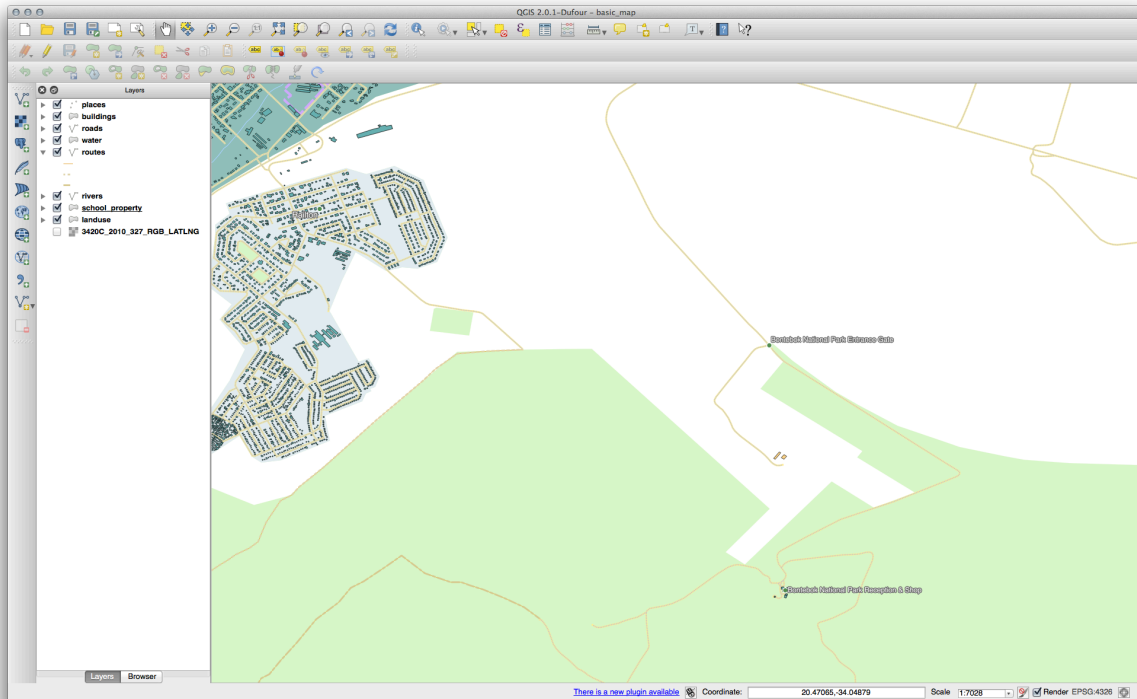 QGIS 2.0.1-Dufour - basic_map
Layers
places
buildings
roads
water
routes
rivers
school_property
landuse
3420C_2010_327_RGB_LATLNG
Railton
Bontebok National Park Entrance Gate
Bontebok National Park Reception & Shop
Layers Browser
There is a new plugin available Coordinate: 20.47065,-34.04879 Scale 1:7028 Render EPSG:4326